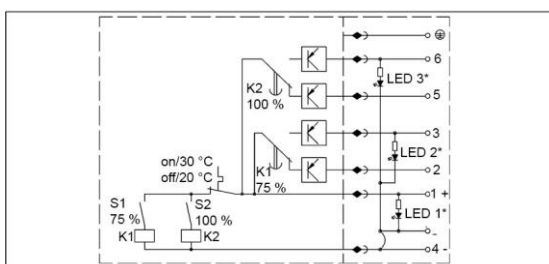 6
LED 3*
K2
100 %
5
3
on/30 °C
LED 2*
off/20 °C
K1
75 %
2
1 +
S1
75 %
S2
100 %
LED 1*
K1
K2
-
4 -